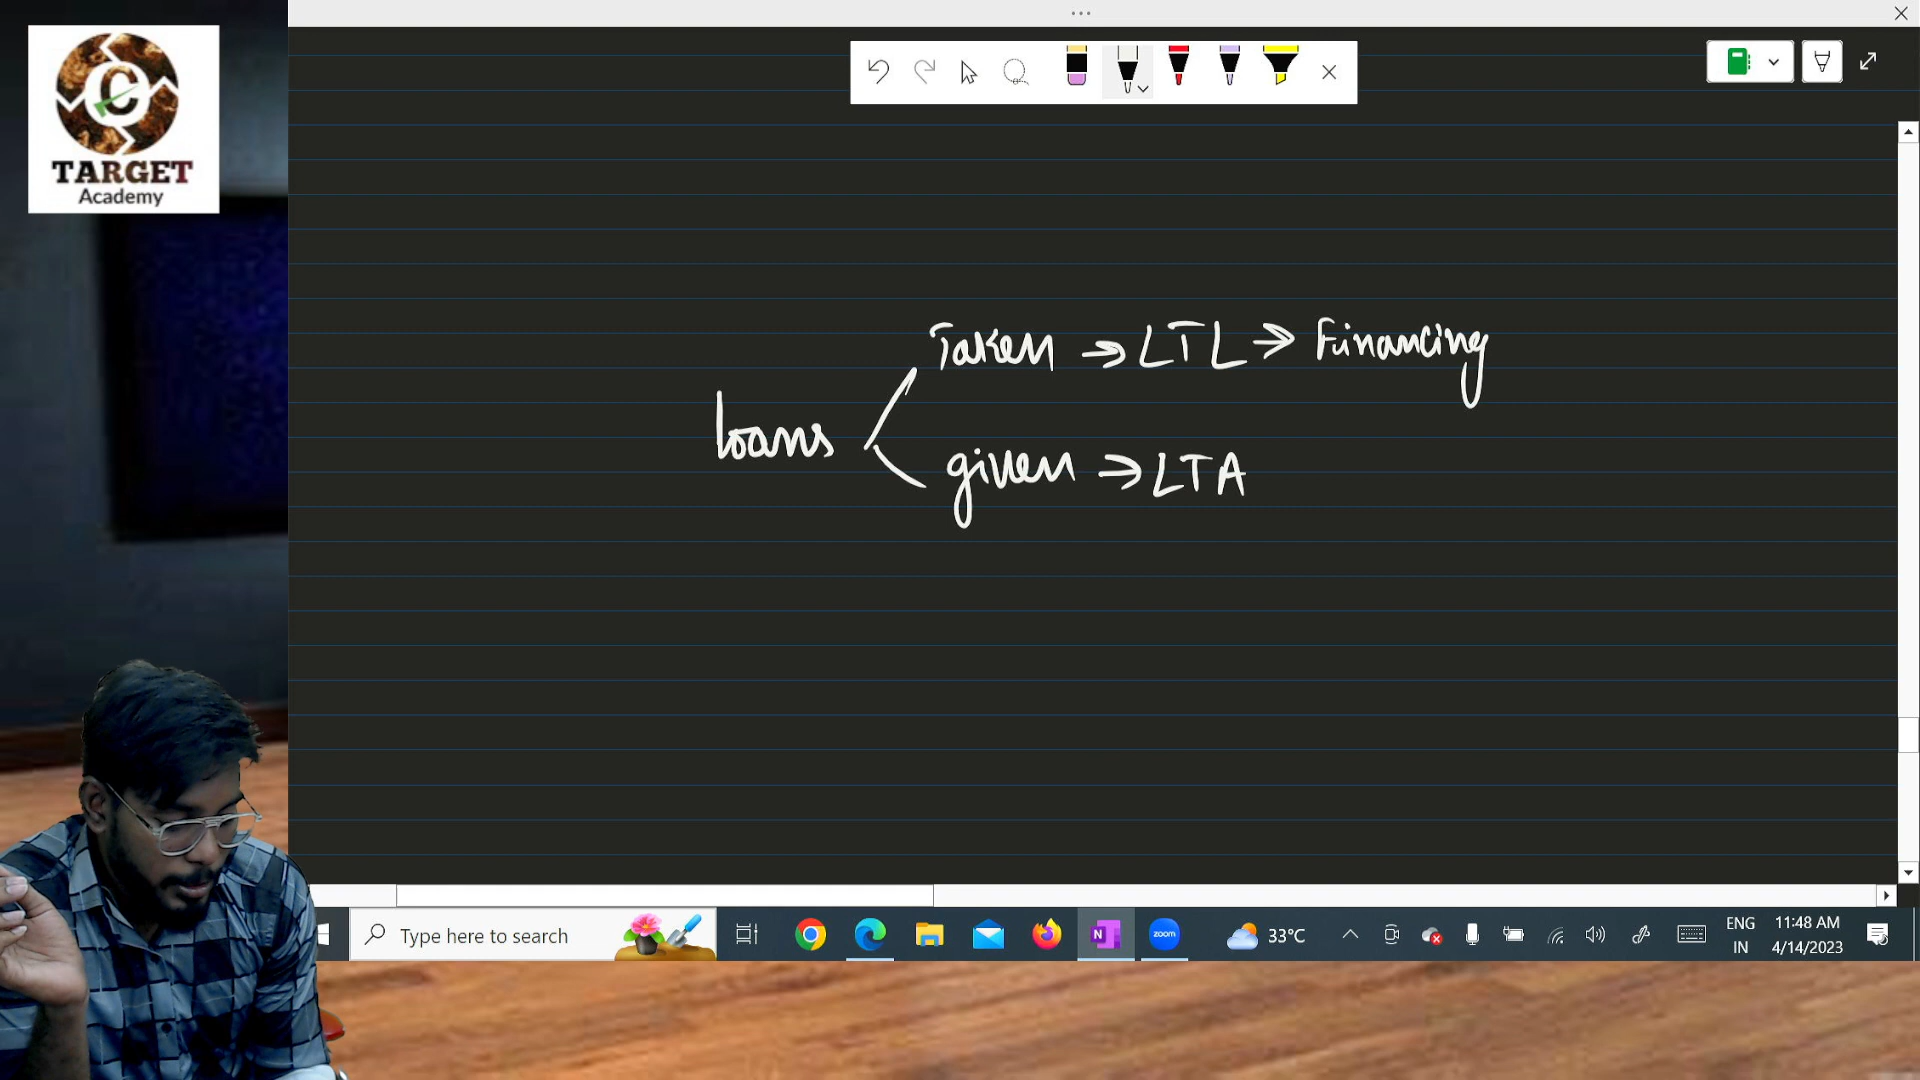 C
TARGET
Academy
Taken → LTL → Financing
loans
given → LTA
Type here to search
zoom
33°C
ENG
IN
11:48 AM
4/14/2023